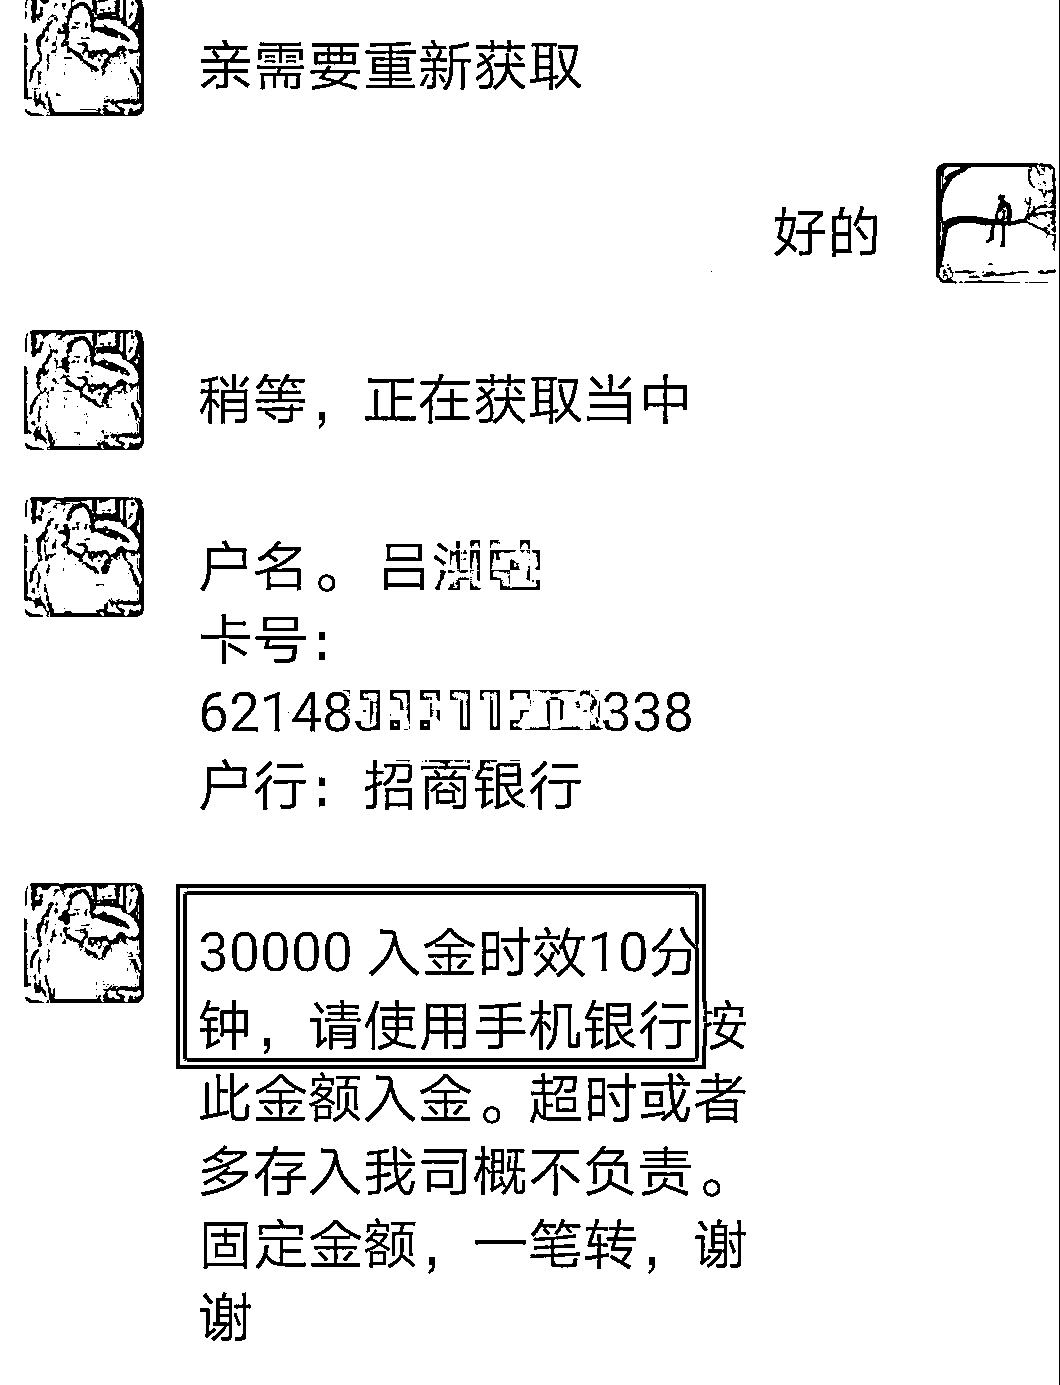 亲需要重新获取
好的
稍等，正在获取当中
户名。吕洪
卡号：
62148 338
户行：招商银行
30000 入金时效10分
钟，请使用手机银行按
此金额入金。超时或者
多存入我司概不负责。
固定金额，一笔转，谢
谢